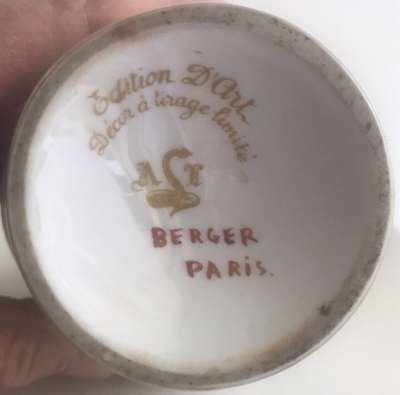 Edition D'Art
Décor à tirage limité
A L
BERGER
PARIS.